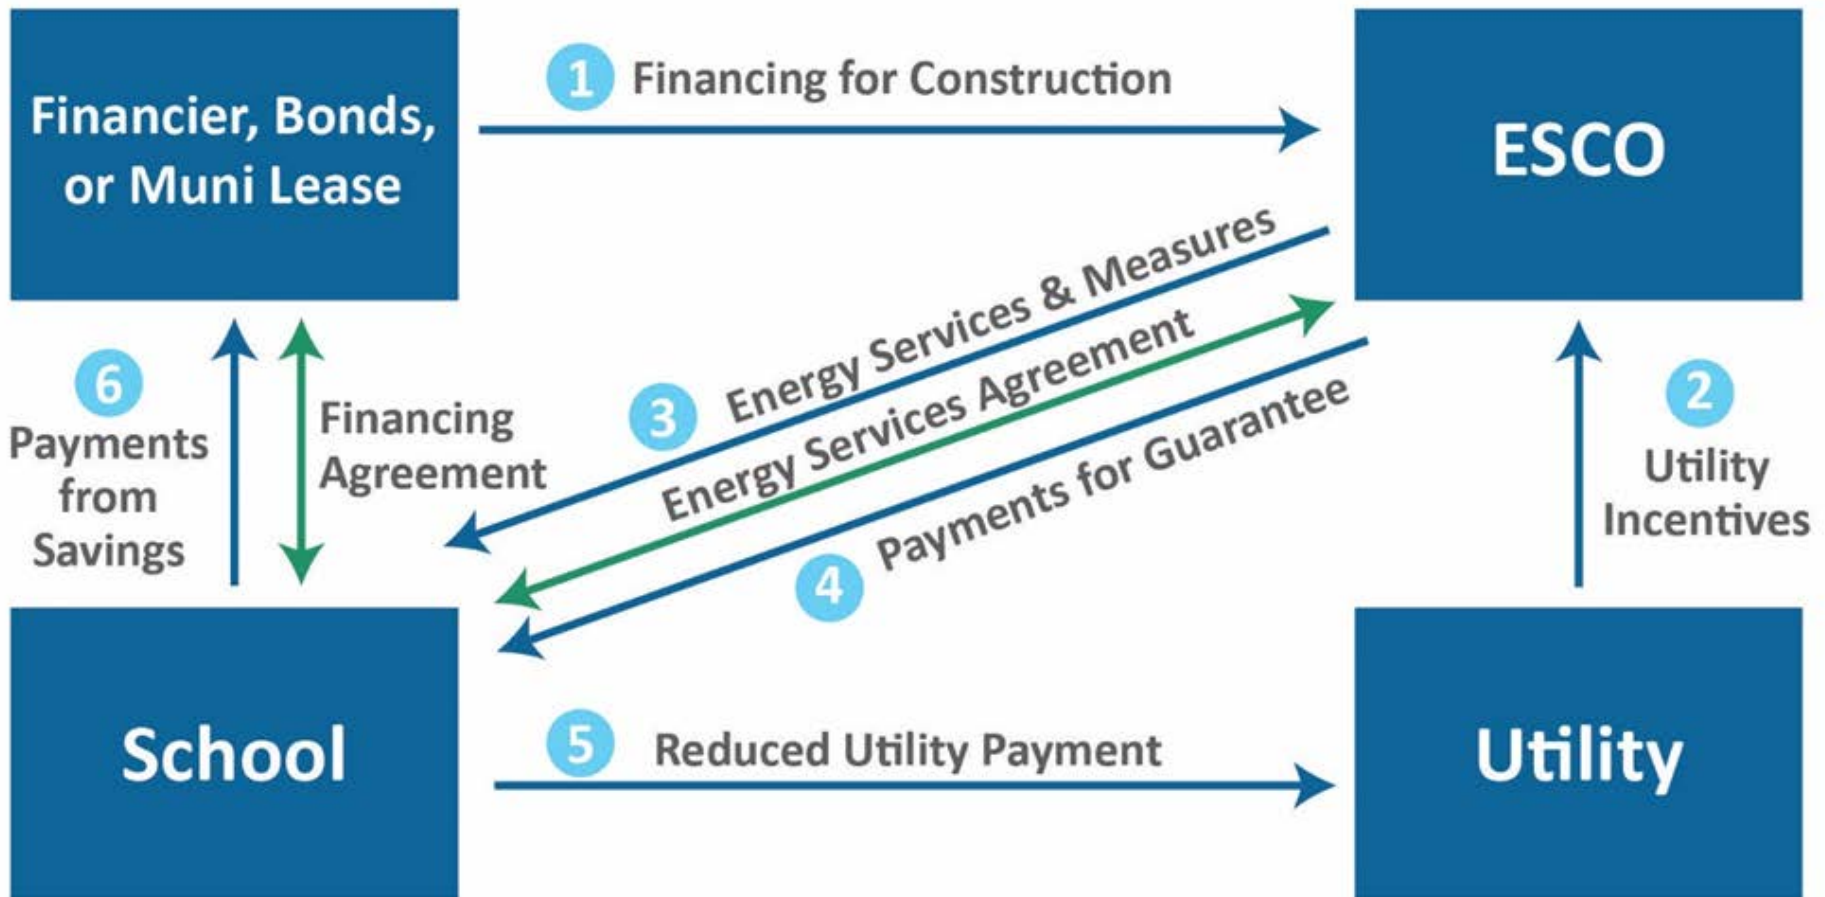 Financier, Bonds,
or Muni Lease
1 Financing for Construction
ESCO
3 Energy Services & Measures
Energy Services Agreement
4 Payments for Guarantee
6
Payments
from
Savings
Financing
Agreement
2
Utility
Incentives
School
5 Reduced Utility Payment
Utility